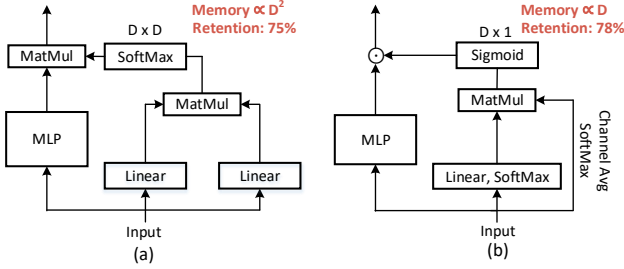 Memory ∝ D²
Retention: 75%
D x D
MatMul
SoftMax
MatMul
MLP
Linear
Linear
Input
(a)
Memory ∝ D
Retention: 78%
D x 1
Sigmoid
MatMul
MLP
Linear, SoftMax
Channel Avg
SoftMax
Input
(b)